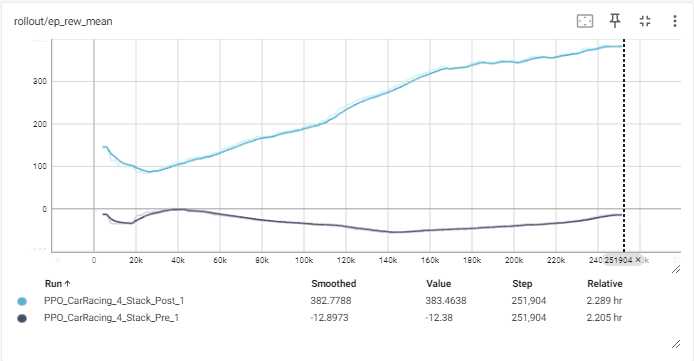 rollout/ep_rew_mean
300
200
100
0
0 20k 40k 60k 80k 100k 120k 140k 160k 180k 200k 220k 240 251904 ✕ k
Run ↑ Smoothed Value Step Relative
PPO_CarRacing_4_Stack_Post_1 382.7788 383.4638 251,904 2.289 hr
PPO_CarRacing_4_Stack_Pre_1 -12.8973 -12.38 251,904 2.205 hr